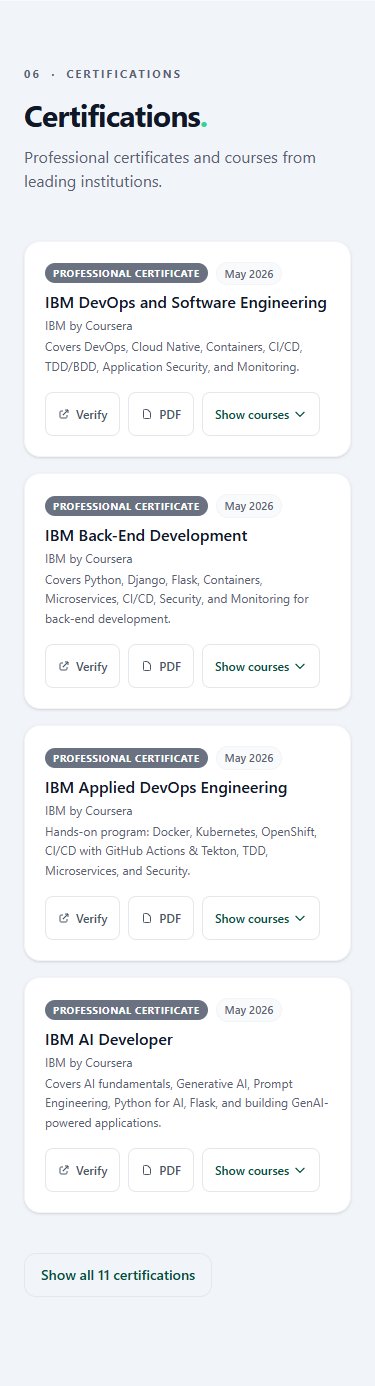 06 · CERTIFICATIONS
Certifications.
Professional certificates and courses from
leading institutions.
PROFESSIONAL CERTIFICATE May 2026
IBM DevOps and Software Engineering
IBM by Coursera
Covers DevOps, Cloud Native, Containers, CI/CD,
TDD/BDD, Application Security, and Monitoring.
Verify PDF Show courses
PROFESSIONAL CERTIFICATE May 2026
IBM Back-End Development
IBM by Coursera
Covers Python, Django, Flask, Containers,
Microservices, CI/CD, Security, and Monitoring for
back-end development.
Verify PDF Show courses
PROFESSIONAL CERTIFICATE May 2026
IBM Applied DevOps Engineering
IBM by Coursera
Hands-on program: Docker, Kubernetes, OpenShift,
CI/CD with GitHub Actions & Tekton, TDD,
Microservices, and Security.
Verify PDF Show courses
PROFESSIONAL CERTIFICATE May 2026
IBM AI Developer
IBM by Coursera
Covers AI fundamentals, Generative AI, Prompt
Engineering, Python for AI, Flask, and building GenAI-
powered applications.
Verify PDF Show courses
Show all 11 certifications